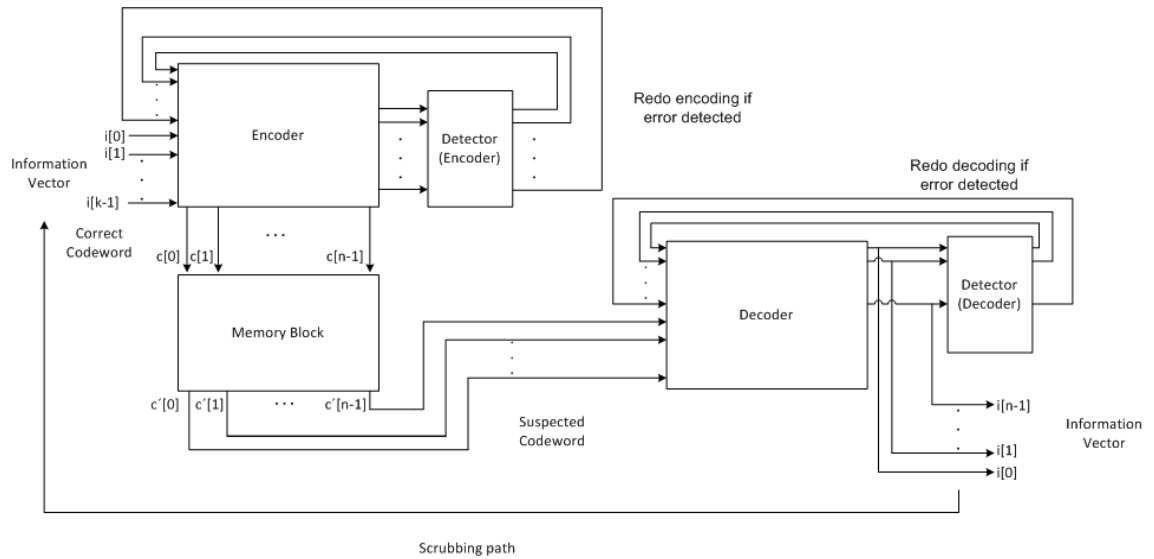 Redo encoding if
error detected
Encoder
Detector
(Encoder)
i[0]
i[1]
Information
Vector
i[k-1]
Correct
Codeword
c[0]
c[1]
c[n-1]
Redo decoding if
error detected
Memory Block
Decoder
Detector
(Decoder)
c´[0]
c´[1]
c´[n-1]
Suspected
Codeword
i[n-1]
Information
Vector
i[1]
i[0]
Scrubbing path